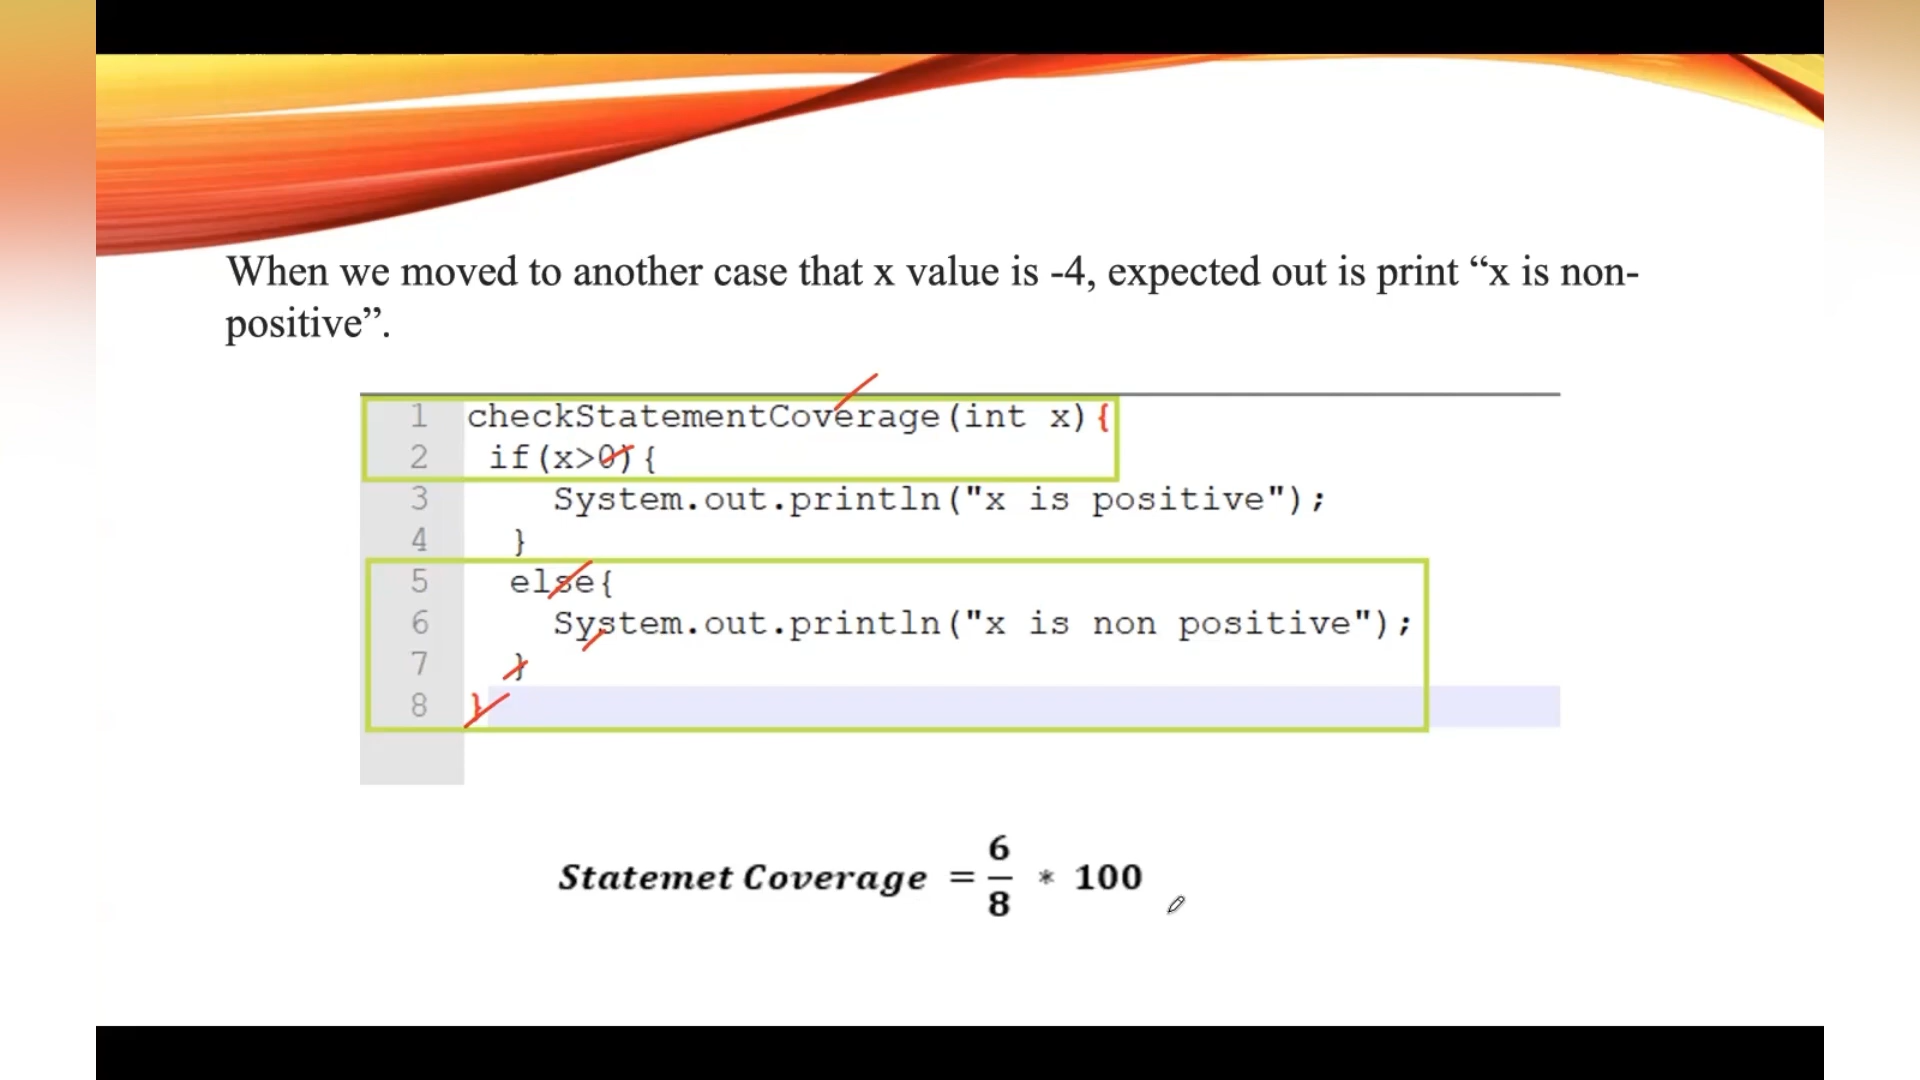 When we moved to another case that x value is -4, expected out is print “x is non-
positive”.
1 checkStatementCoverage(int x){
2 if(x>0){
3 System.out.println("x is positive");
4 }
5 else{
6 System.out.println("x is non positive");
7 }
8 }
Statemet Coverage = 6/8 * 100